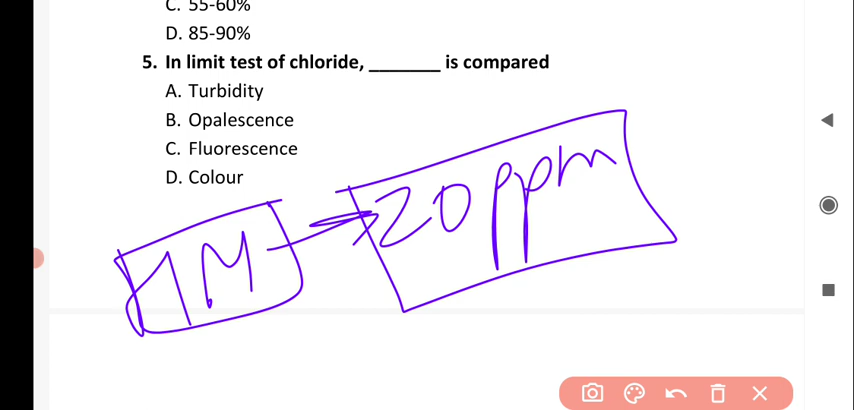 C. 55-60%
D. 85-90%
5. In limit test of chloride, _______ is compared
A. Turbidity
B. Opalescence
C. Fluorescence
D. Colour
20 ppm